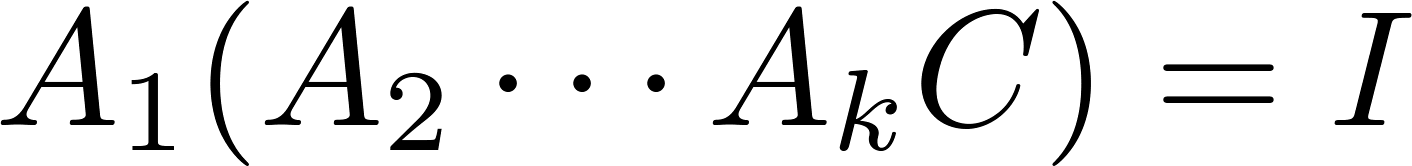 $A_1(A_2 \cdots A_k C) = I$